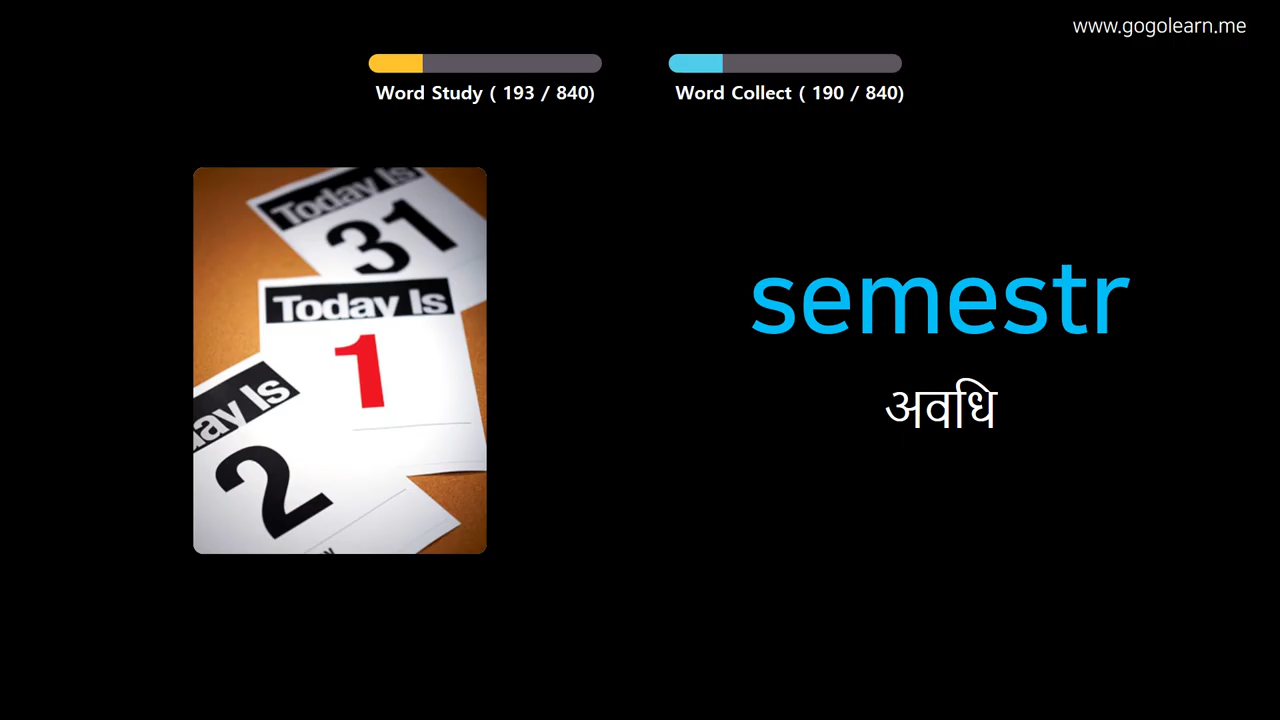 www.gogolearn.me
Word Study ( 193 / 840)
Word Collect ( 190 / 840)
Today Is
31
Today Is
1
ay Is
2
semestr
अवधि